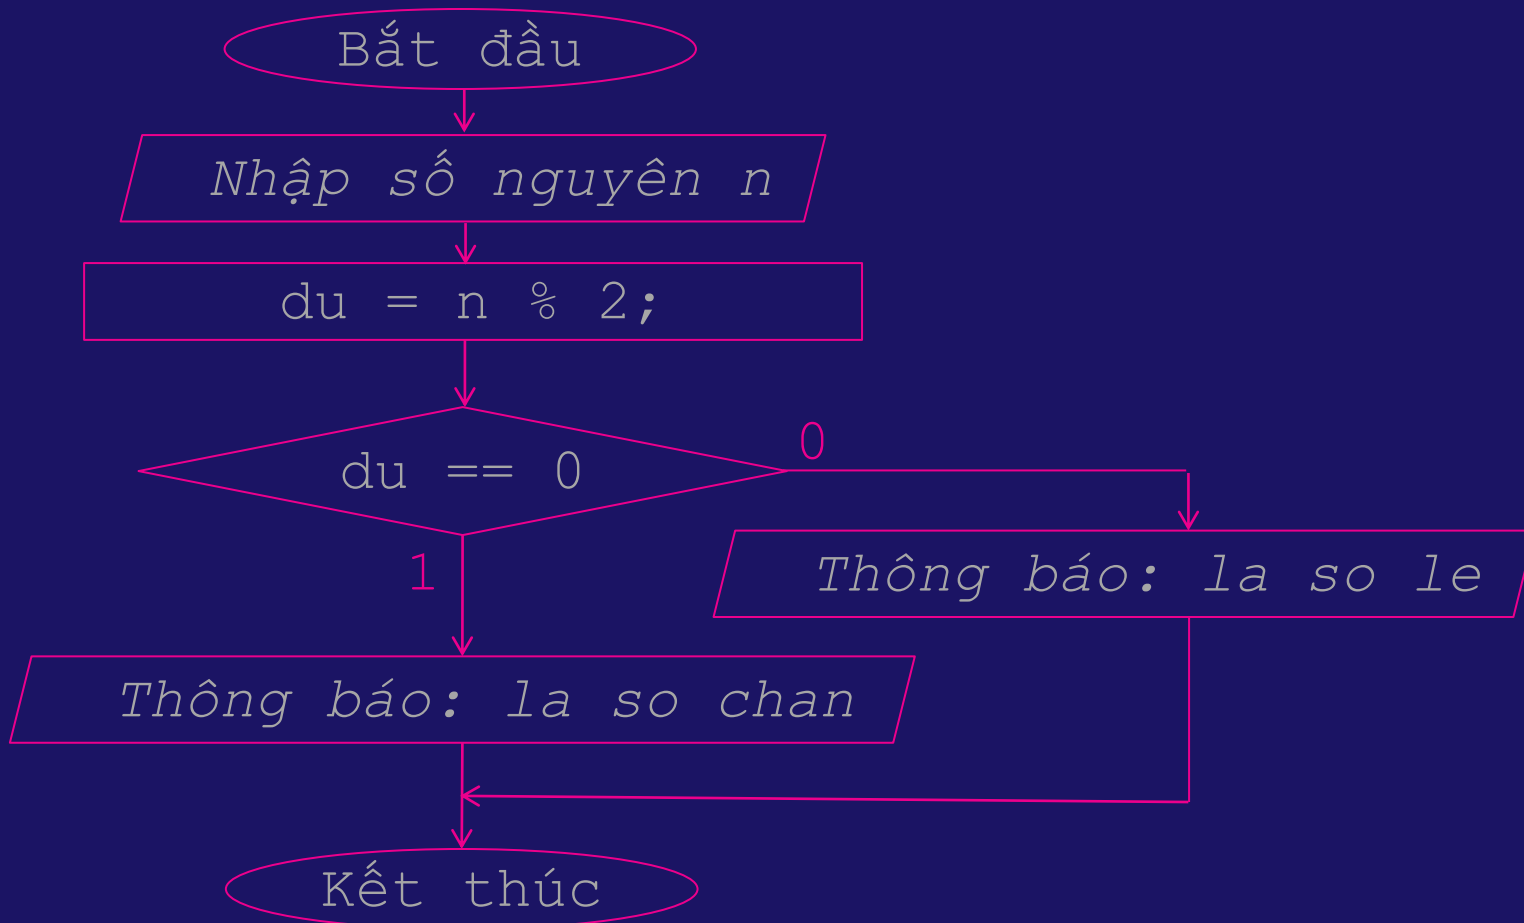 Bắt đầu
Nhập số nguyên n
du = n % 2;
du == 0
0
1
Thông báo: la so le
Thông báo: la so chan
Kết thúc